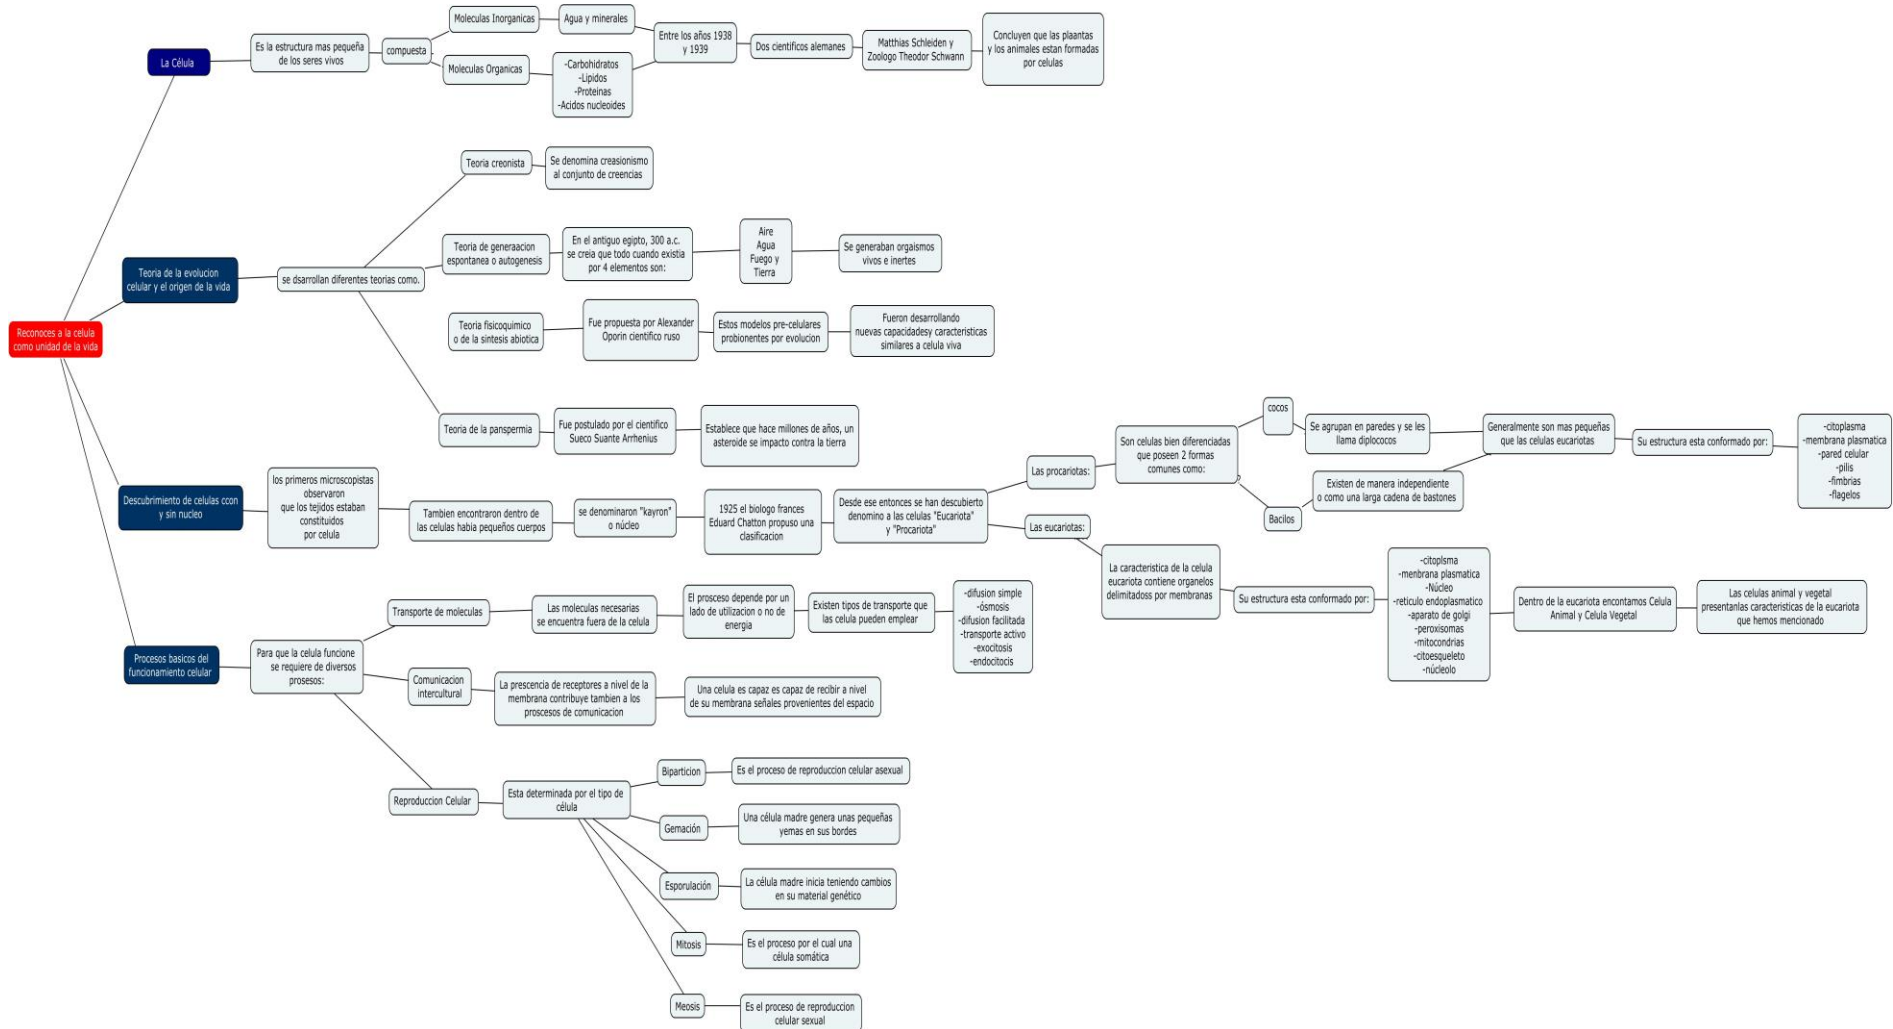 Reconoces a la celula
como unidad de la vida
La Célula
Es la estructura mas pequeña
de los seres vivos
compuesta
Moleculas Inorganicas
Agua y minerales
Moleculas Organicas
-Carbohidratos
-Lipidos
-Proteinas
-Acidos nucleoides
Entre los años 1938
y 1939
Dos cientificos alemanes
Matthias Schleiden y
Zoologo Theodor Schwann
Concluyen que las plaantas
y los animales estan formadas
por celulas
Teoria de la evolucion
celular y el origen de la vida
se dsarrollan diferentes teorias como.
Teoria creonista
Se denomina creasionismo
al conjunto de creencias
Teoria de generaacion
espontanea o autogenesis
En el antiguo egipto, 300 a.c.
se creia que todo cuando existia
por 4 elementos son:
Aire
Agua
Fuego y
Tierra
Se generaban orgaismos
vivos e inertes
Teoria fisicoquimico
o de la sintesis abiotica
Fue propuesta por Alexander
Oporin cientifico ruso
Estos modelos pre-celulares
probionentes por evolucion
Fueron desarrollando
nuevas capacidadesy caracteristicas
similares a celula viva
Teoria de la panspermia
Fue postulado por el cientifico
Sueco Suante Arrhenius
Establece que hace millones de años, un
asteroide se impacto contra la tierra
Descubrimiento de celulas ccon
y sin nucleo
los primeros microscopistas
observaron
que los tejidos estaban
constituidos
por celula
Tambien encontraron dentro de
las celulas habia pequeños cuerpos
se denominaron "kayron"
o núcleo
1925 el biologo frances
Eduard Chatton propuso una
clasificacion
Desde ese entonces se han descubierto
denomino a las celulas "Eucariota"
y "Procariota"
Las procariotas:
Son celulas bien diferenciadas
que poseen 2 formas
comunes como:
cocos
Se agrupan en paredes y se les
llama diplococos
Bacilos
Existen de manera independiente
o como una larga cadena de bastones
Generalmente son mas pequeñas
que las celulas eucariotas
Su estructura esta conformado por:
-citoplasma
-membrana plasmatica
-pared celular
-pilis
-fimbrias
-flagelos
Las eucariotas:
La caracteristica de la celula
eucariota contiene organelos
delimitadoss por membranas
Su estructura esta conformado por:
-citoplsma
-menbrana plasmatica
-Núcleo
-reticulo endoplasmatico
-aparato de golgi
-peroxisomas
-mitocondrias
-citoesqueleto
-núcleolo
Dentro de la eucariota encontamos Celula
Animal y Celula Vegetal
Las celulas animal y vegetal
presentanlas caracteristicas de la eucariota
que hemos mencionado
Procesos basicos del
funcionamiento celular
Para que la celula funcione
se requiere de diversos
prosesos:
Transporte de moleculas
Las moleculas necesarias
se encuentra fuera de la celula
El prosceso depende por un
lado de utilizacion o no de
energia
Existen tipos de transporte que
las celula pueden emplear
-difusion simple
-ósmosis
-difusion facilitada
-transporte activo
-exocitosis
-endocitocis
Comunicacion
intercultural
La prescencia de receptores a nivel de la
membrana contribuye tambien a los
proscesos de comunicacion
Una celula es capaz es capaz de recibir a nivel
de su membrana señales provenientes del espacio
Reproduccion Celular
Esta determinada por el tipo de
célula
Biparticion
Es el proceso de reproduccion celular asexual
Gemación
Una célula madre genera unas pequeñas
yemas en sus bordes
Esporulación
La célula madre inicia teniendo cambios
en su material genético
Mitosis
Es el proceso por el cual una
célula somática
Meosis
Es el proceso de reproduccion
celular sexual